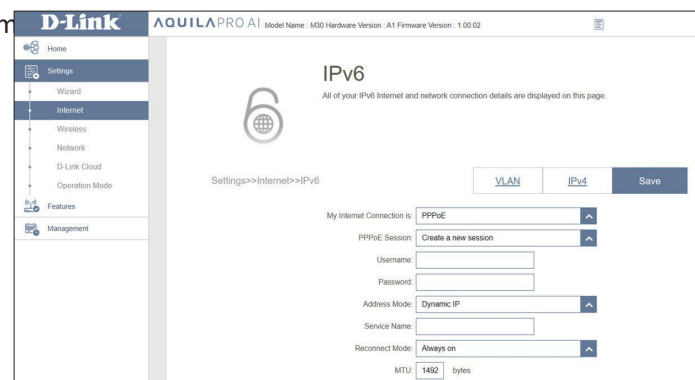 m
D-Link
AQUILA PRO AI Model Name : M30 Hardware Version : A1 Firmware Version : 1.00.02
Home
Settings
Wizard
Internet
Wireless
Network
D-Link Cloud
Operation Mode
Features
Management
IPv6
All of your IPv6 Internet and network connection details are displayed on this page.
Settings>>Internet>>IPv6
VLAN IPv4 Save
My Internet Connection is: PPPoE
PPPoE Session: Create a new session
Username:
Password:
Address Mode: Dynamic IP
Service Name:
Reconnect Mode: Always on
MTU: 1492 bytes